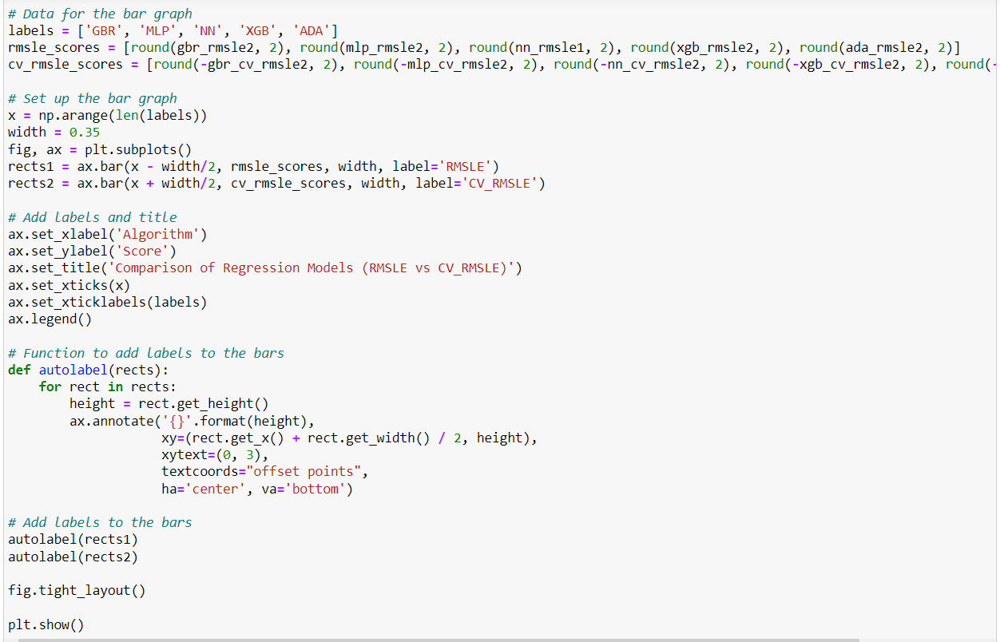 # Data for the bar graph
labels = ['GBR', 'MLP', 'NN', 'XGB', 'ADA']
rmsle_scores = [round(gbr_rmsle2, 2), round(mlp_rmsle2, 2), round(nn_rmsle1, 2), round(xgb_rmsle2, 2), round(ada_rmsle2, 2)]
cv_rmsle_scores = [round(-gbr_cv_rmsle2, 2), round(-mlp_cv_rmsle2, 2), round(-nn_cv_rmsle2, 2), round(-xgb_cv_rmsle2, 2), round(-
# Set up the bar graph
x = np.arange(len(labels))
width = 0.35
fig, ax = plt.subplots()
rects1 = ax.bar(x - width/2, rmsle_scores, width, label='RMSLE')
rects2 = ax.bar(x + width/2, cv_rmsle_scores, width, label='CV_RMSLE')
# Add labels and title
ax.set_xlabel('Algorithm')
ax.set_ylabel('Score')
ax.set_title('Comparison of Regression Models (RMSLE vs CV_RMSLE)')
ax.set_xticks(x)
ax.set_xticklabels(labels)
ax.legend()
# Function to add labels to the bars
def autolabel(rects):
    for rect in rects:
        height = rect.get_height()
        ax.annotate('{}'.format(height),
                    xy=(rect.get_x() + rect.get_width() / 2, height),
                    xytext=(0, 3),
                    textcoords="offset points",
                    ha='center', va='bottom')
# Add labels to the bars
autolabel(rects1)
autolabel(rects2)
fig.tight_layout()
plt.show()